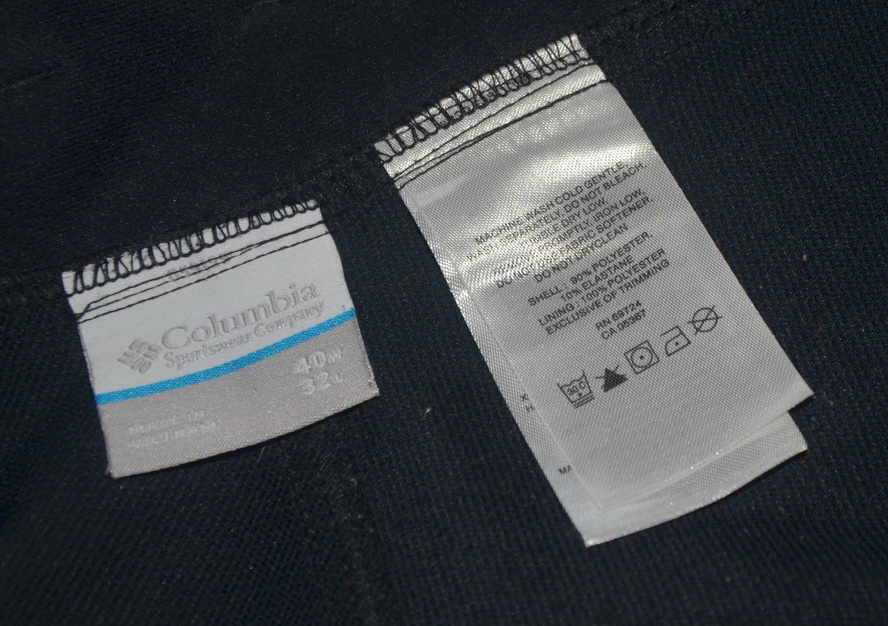 Columbia
Sportswear Company
40W
32L
MADE IN
VIETNAM
MACHINE WASH COLD GENTLE,
WASH SEPARATELY, DO NOT BLEACH
TUMBLE DRY LOW,
REMOVE PROMPTLY, IRON LOW,
DO NOT USE FABRIC SOFTENER.
DO NOT DRYCLEAN
SHELL : 90% POLYESTER,
10% ELASTANE
LINING : 100% POLYESTER
EXCLUSIVE OF TRIMMING
RN 69724
CA 05367
MA